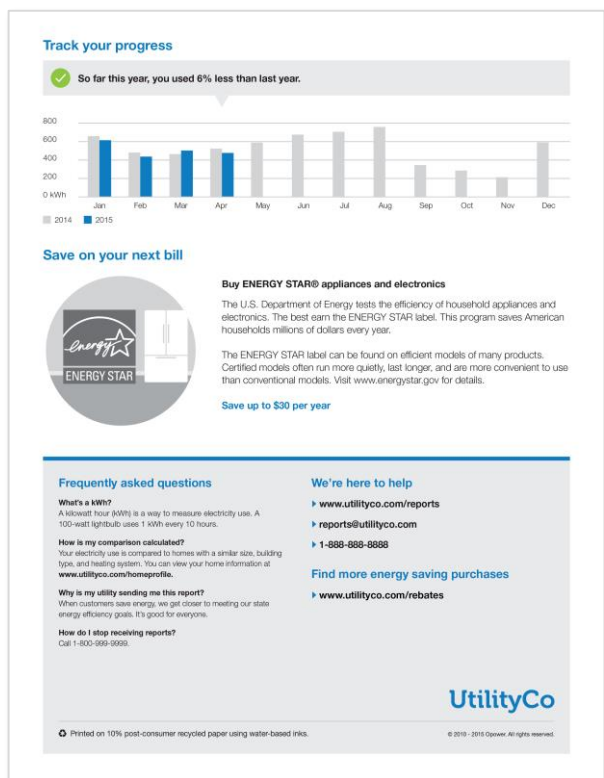 Track your progress
So far this year, you used 6% less than last year.
800
600
400
200
0 kWh
Jan Feb Mar Apr May Jun Jul Aug Sep Oct Nov Dec
2014 2015
Save on your next bill
energy
ENERGY STAR
Buy ENERGY STAR® appliances and electronics
The U.S. Department of Energy tests the efficiency of household appliances and
electronics. The best earn the ENERGY STAR label. This program saves American
households millions of dollars every year.
The ENERGY STAR label can be found on efficient models of many products.
Certified models often run more quietly, last longer, and are more convenient to use
than conventional models. Visit www.energystar.gov for details.
Save up to $30 per year
Frequently asked questions
What's a kWh?
A kilowatt hour (kWh) is a way to measure electricity use. A
100-watt lightbulb uses 1 kWh every 10 hours.
How is my comparison calculated?
Your electricity use is compared to homes with a similar size, building
type, and heating system. You can view your home information at
www.utilityco.com/homeprofile.
Why is my utility sending me this report?
When customers save energy, we get closer to meeting our state
energy efficiency goals. It's good for everyone.
How do I stop receiving reports?
Call 1-800-999-9999.
We're here to help
www.utilityco.com/reports
reports@utilityco.com
1-888-888-8888
Find more energy saving purchases
www.utilityco.com/rebates
UtilityCo
Printed on 10% post-consumer recycled paper using water-based inks.
© 2010 - 2015 Opower. All rights reserved.